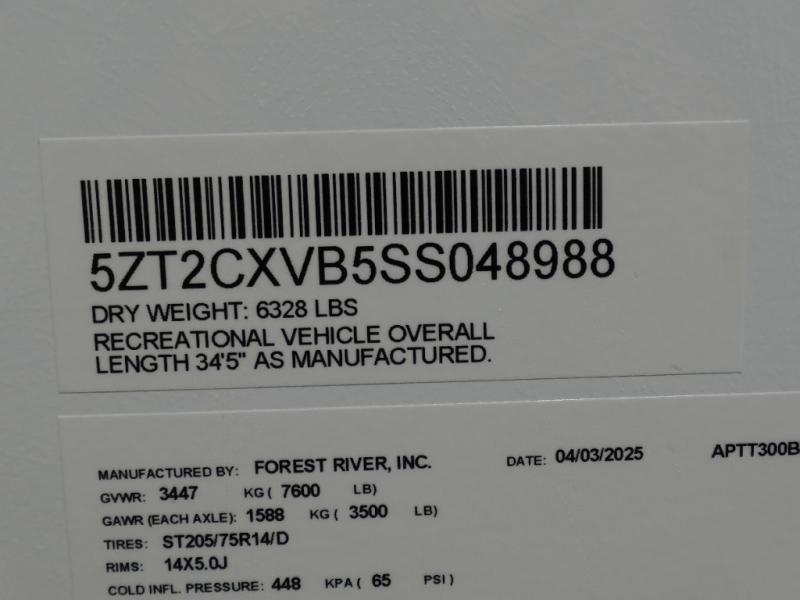 5ZT2CXVB5SS048988
DRY WEIGHT: 6328 LBS
RECREATIONAL VEHICLE OVERALL
LENGTH 34'5" AS MANUFACTURED.
MANUFACTURED BY: FOREST RIVER, INC. DATE: 04/03/2025 APTT300B
GVWR: 3447 KG ( 7600 LB)
GAWR (EACH AXLE): 1588 KG ( 3500 LB)
TIRES: ST205/75R14/D
RIMS: 14X5.0J
COLD INFL. PRESSURE: 448 KPA ( 65 PSI )